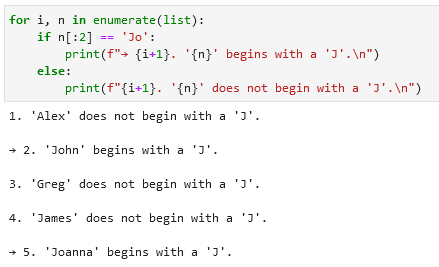 for i, n in enumerate(list):
    if n[:2] == 'Jo':
        print(f"→ {i+1}. '{n}' begins with a 'J'.\n")
    else:
        print(f"{i+1}. '{n}' does not begin with a 'J'.\n")
1. 'Alex' does not begin with a 'J'.
→ 2. 'John' begins with a 'J'.
3. 'Greg' does not begin with a 'J'.
4. 'James' does not begin with a 'J'.
→ 5. 'Joanna' begins with a 'J'.